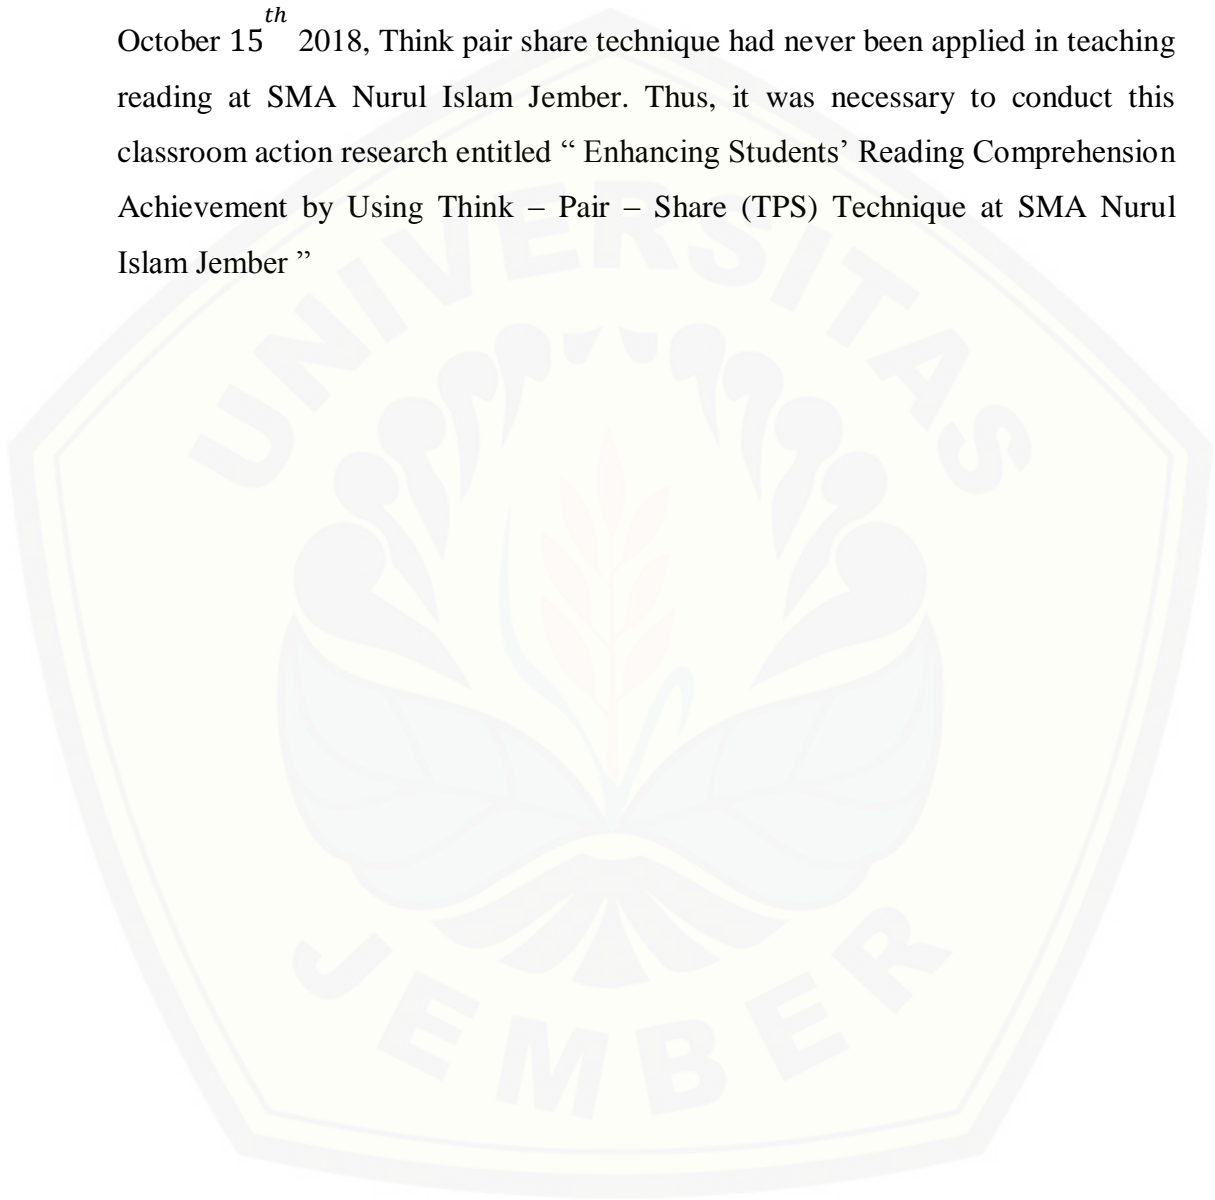 October 15th 2018, Think pair share technique had never been applied in teaching
reading at SMA Nurul Islam Jember. Thus, it was necessary to conduct this
classroom action research entitled “ Enhancing Students’ Reading Comprehension
Achievement by Using Think – Pair – Share (TPS) Technique at SMA Nurul
Islam Jember ”
UNIVERSITAS
JEMBER